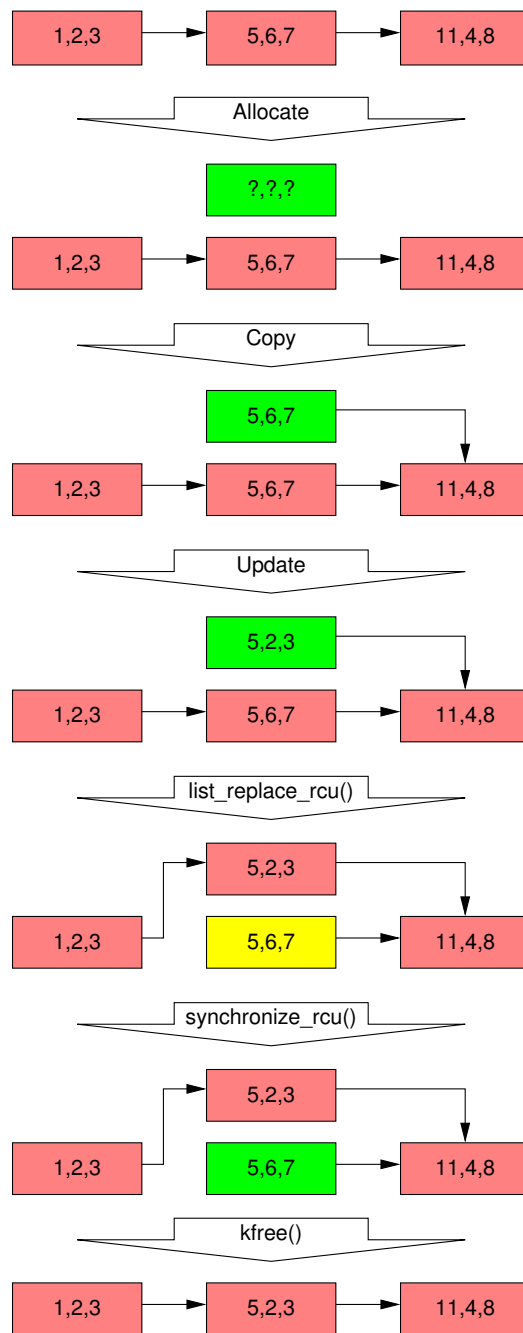 1,2,3 5,6,7 11,4,8
Allocate
?,?,?
1,2,3 5,6,7 11,4,8
Copy
5,6,7
1,2,3 5,6,7 11,4,8
Update
5,2,3
1,2,3 5,6,7 11,4,8
list_replace_rcu()
5,2,3
1,2,3 5,6,7 11,4,8
synchronize_rcu()
5,2,3
1,2,3 5,6,7 11,4,8
kfree()
1,2,3 5,2,3 11,4,8